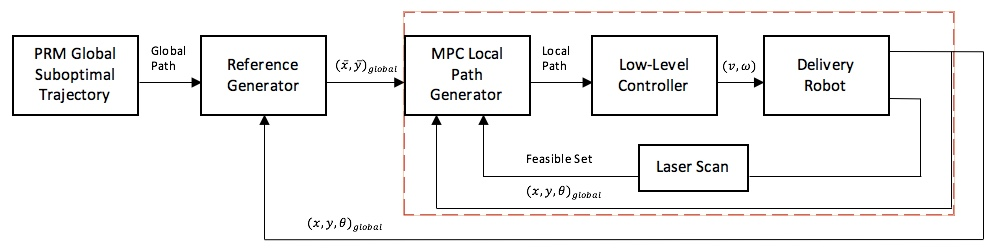 PRM Global
Suboptimal
Trajectory
Global
Path
Reference
Generator
(x̄, ȳ)global
MPC Local
Path
Generator
Local
Path
Low-Level
Controller
(v, ω)
Delivery
Robot
Feasible Set
Laser Scan
(x, y, θ)global
(x, y, θ)global